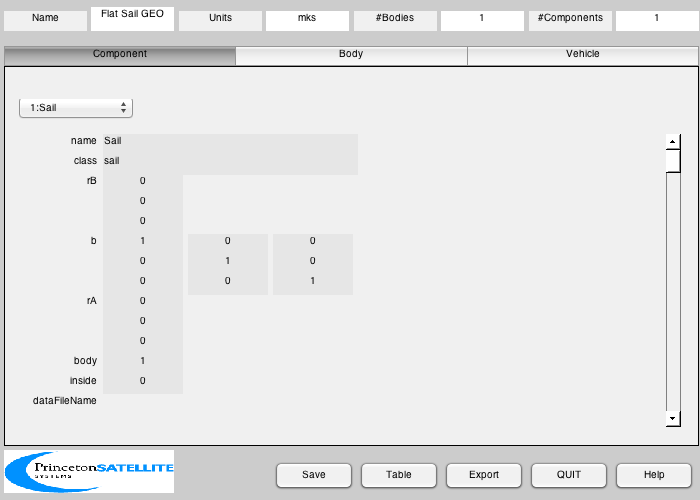 Name Flat Sail GEO Units mks #Bodies 1 #Components 1
Component Body Vehicle
1:Sail
name Sail
class sail
rB 0
0
0
b 1 0 0
0 1 0
0 0 1
rA 0
0
0
body 1
inside 0
dataFileName
PrincetonSATELLITE
SYSTEMS
Save Table Export QUIT Help